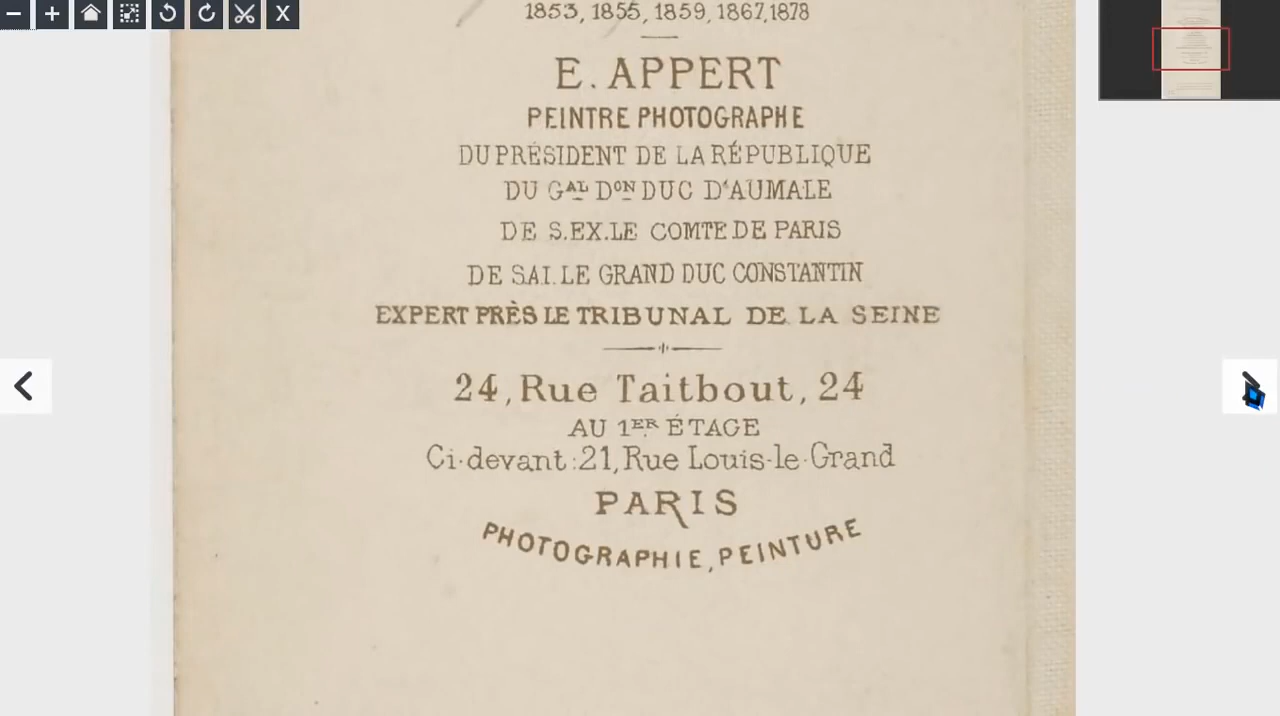 1853, 1855, 1859, 1867, 1878
E. APPERT
PEINTRE PHOTOGRAPHE
DU PRÉSIDENT DE LA RÉPUBLIQUE
DU GAL DON DUC D'AUMALE
DE S.EX.LE COMTE DE PARIS
DE S.A.I. LE GRAND DUC CONSTANTIN
EXPERT PRÈS LE TRIBUNAL DE LA SEINE
24, Rue Taitbout, 24
AU 1ER ÉTAGE
Ci-devant : 21, Rue Louis-le-Grand
PARIS
PHOTOGRAPHIE, PEINTURE